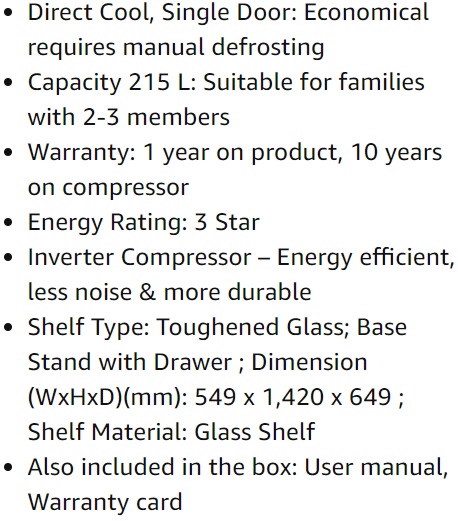 • Direct Cool, Single Door: Economical
requires manual defrosting
• Capacity 215 L: Suitable for families
with 2-3 members
• Warranty: 1 year on product, 10 years
on compressor
• Energy Rating: 3 Star
• Inverter Compressor – Energy efficient,
less noise & more durable
• Shelf Type: Toughened Glass; Base
Stand with Drawer ; Dimension
(WxHxD)(mm): 549 x 1,420 x 649 ;
Shelf Material: Glass Shelf
• Also included in the box: User manual,
Warranty card